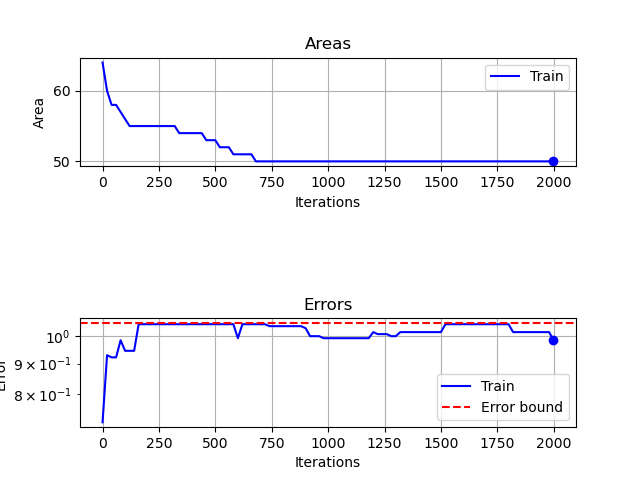 Areas
Area
60
50
Train
0 250 500 750 1000 1250 1500 1750 2000
Iterations
Errors
Error
10⁰
9 × 10⁻¹
8 × 10⁻¹
Train
Error bound
0 250 500 750 1000 1250 1500 1750 2000
Iterations